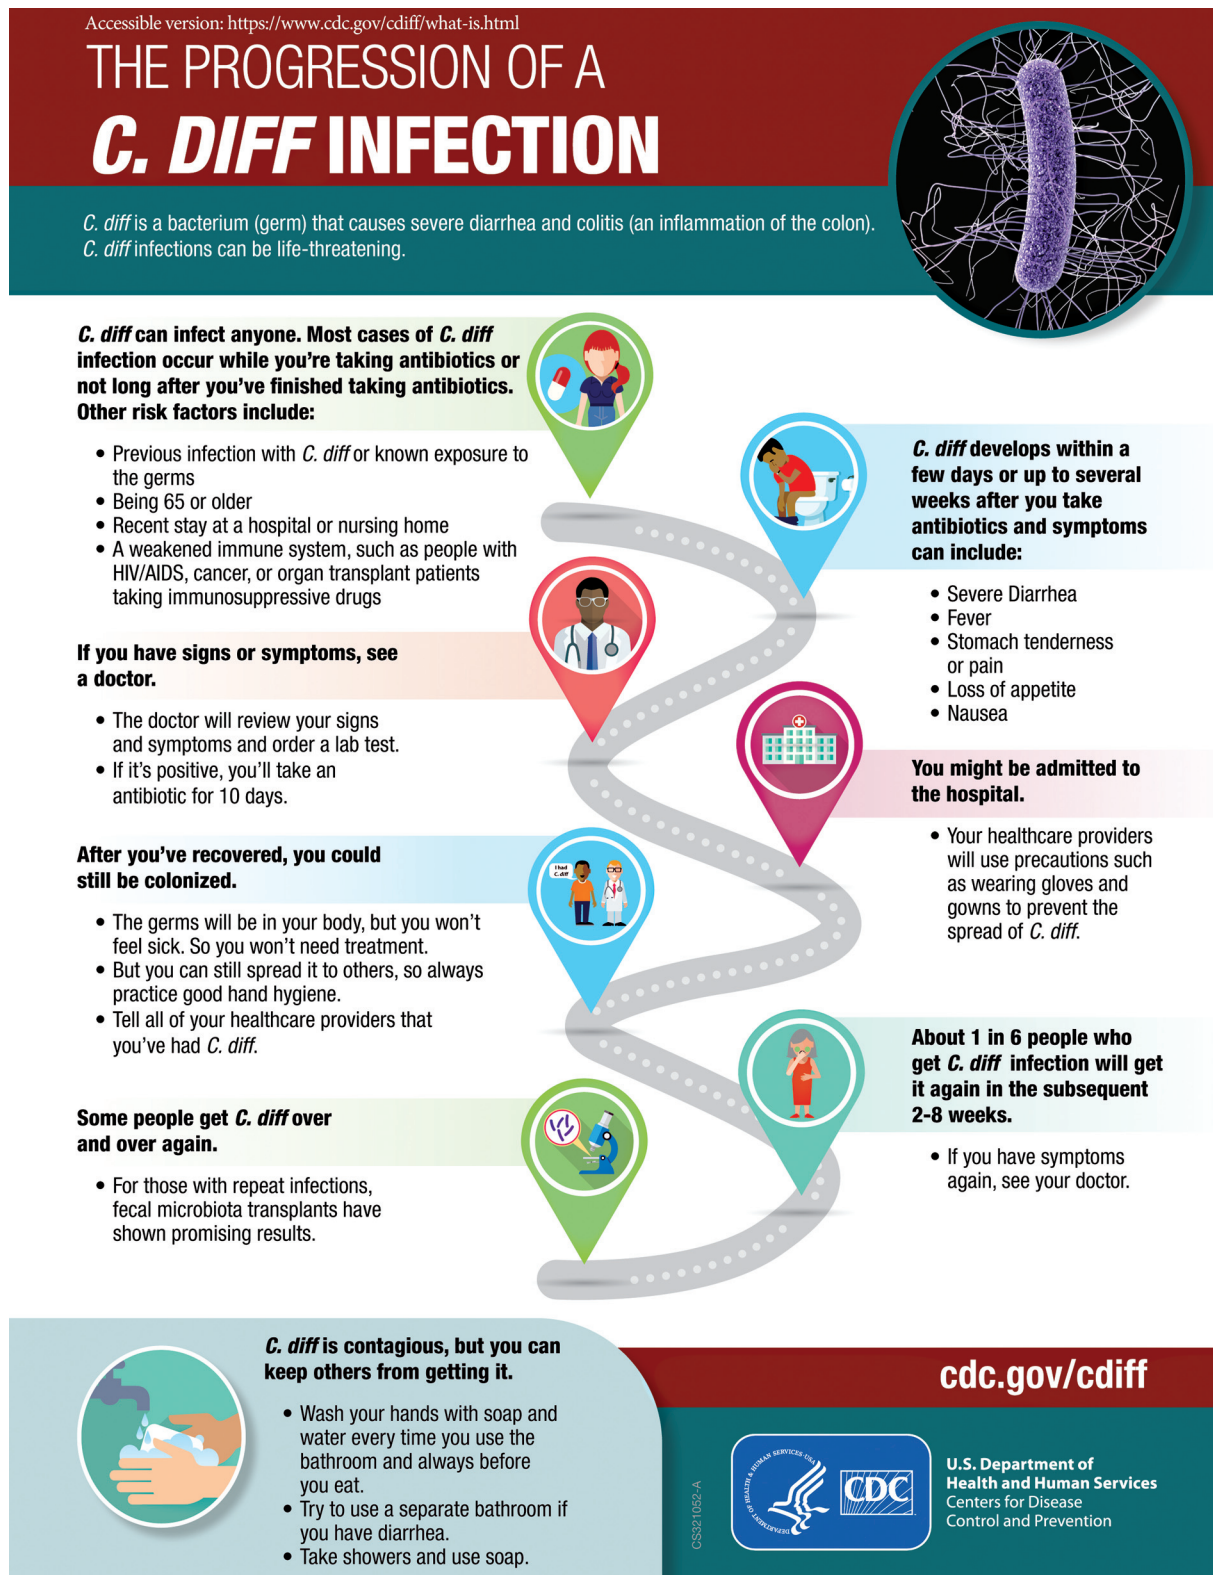 Accessible version: https://www.cdc.gov/cdiff/what-is.html
THE PROGRESSION OF A
C. DIFF INFECTION
C. diff is a bacterium (germ) that causes severe diarrhea and colitis (an inflammation of the colon).
C. diff infections can be life-threatening.
C. diff can infect anyone. Most cases of C. diff
infection occur while you're taking antibiotics or
not long after you've finished taking antibiotics.
Other risk factors include:
• Previous infection with C. diff or known exposure to
the germs
• Being 65 or older
• Recent stay at a hospital or nursing home
• A weakened immune system, such as people with
HIV/AIDS, cancer, or organ transplant patients
taking immunosuppressive drugs
C. diff develops within a
few days or up to several
weeks after you take
antibiotics and symptoms
can include:
• Severe Diarrhea
• Fever
• Stomach tenderness
or pain
• Loss of appetite
• Nausea
If you have signs or symptoms, see
a doctor.
• The doctor will review your signs
and symptoms and order a lab test.
• If it's positive, you'll take an
antibiotic for 10 days.
You might be admitted to
the hospital.
• Your healthcare providers
will use precautions such
as wearing gloves and
gowns to prevent the
spread of C. diff.
After you've recovered, you could
still be colonized.
• The germs will be in your body, but you won't
feel sick. So you won't need treatment.
• But you can still spread it to others, so always
practice good hand hygiene.
• Tell all of your healthcare providers that
you've had C. diff.
I had
C. diff
About 1 in 6 people who
get C. diff infection will get
it again in the subsequent
2-8 weeks.
• If you have symptoms
again, see your doctor.
Some people get C. diff over
and over again.
• For those with repeat infections,
fecal microbiota transplants have
shown promising results.
C. diff is contagious, but you can
keep others from getting it.
• Wash your hands with soap and
water every time you use the
bathroom and always before
you eat.
• Try to use a separate bathroom if
you have diarrhea.
• Take showers and use soap.
cdc.gov/cdiff
CS321052-A
DEPARTMENT OF HEALTH & HUMAN SERVICES·USA
CDC
U.S. Department of
Health and Human Services
Centers for Disease
Control and Prevention